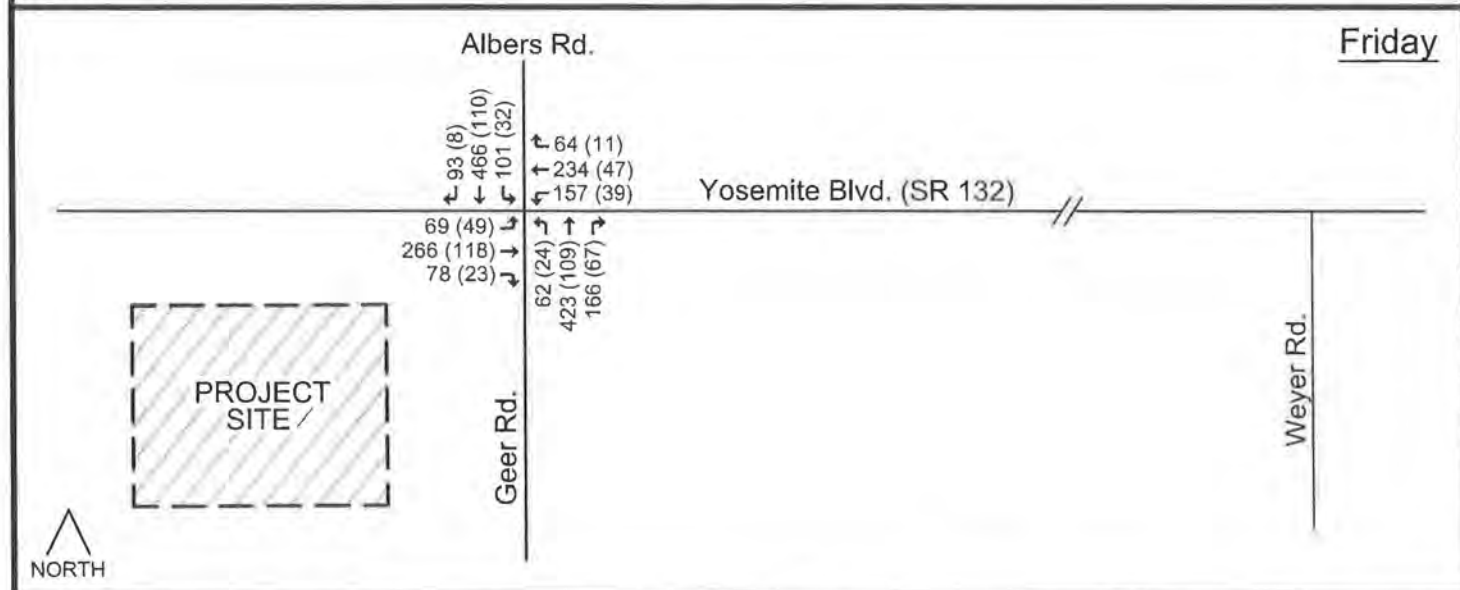 Friday
Albers Rd.
93 (8)
466 (110)
101 (32)
64 (11)
234 (47)
157 (39)
Yosemite Blvd. (SR 132)
69 (49)
266 (118)
78 (23)
62 (24)
423 (109)
166 (67)
PROJECT
SITE
Geer Rd.
Weyer Rd.
NORTH